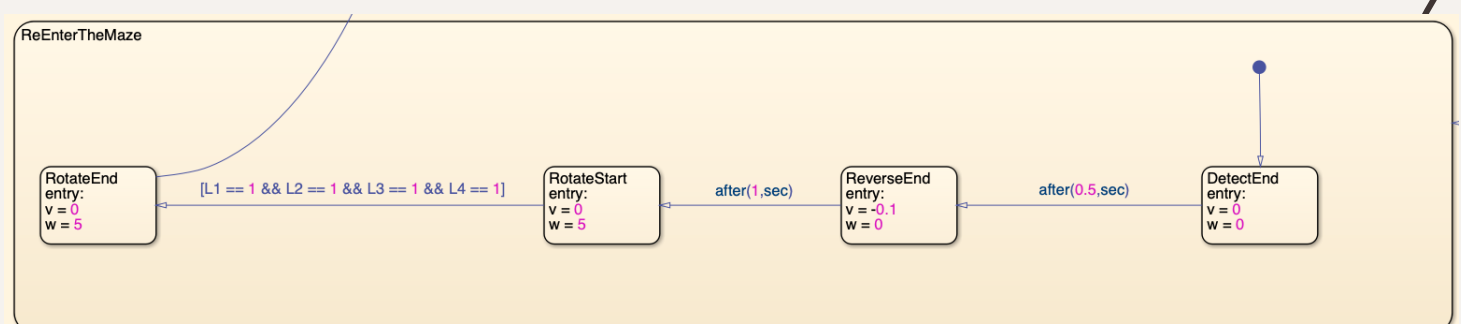 ReEnterTheMaze
RotateEnd
entry:
v = 0
w = 5
[L1 == 1 && L2 == 1 && L3 == 1 && L4 == 1]
RotateStart
entry:
v = 0
w = 5
after(1,sec)
ReverseEnd
entry:
v = -0.1
w = 0
after(0.5,sec)
DetectEnd
entry:
v = 0
w = 0